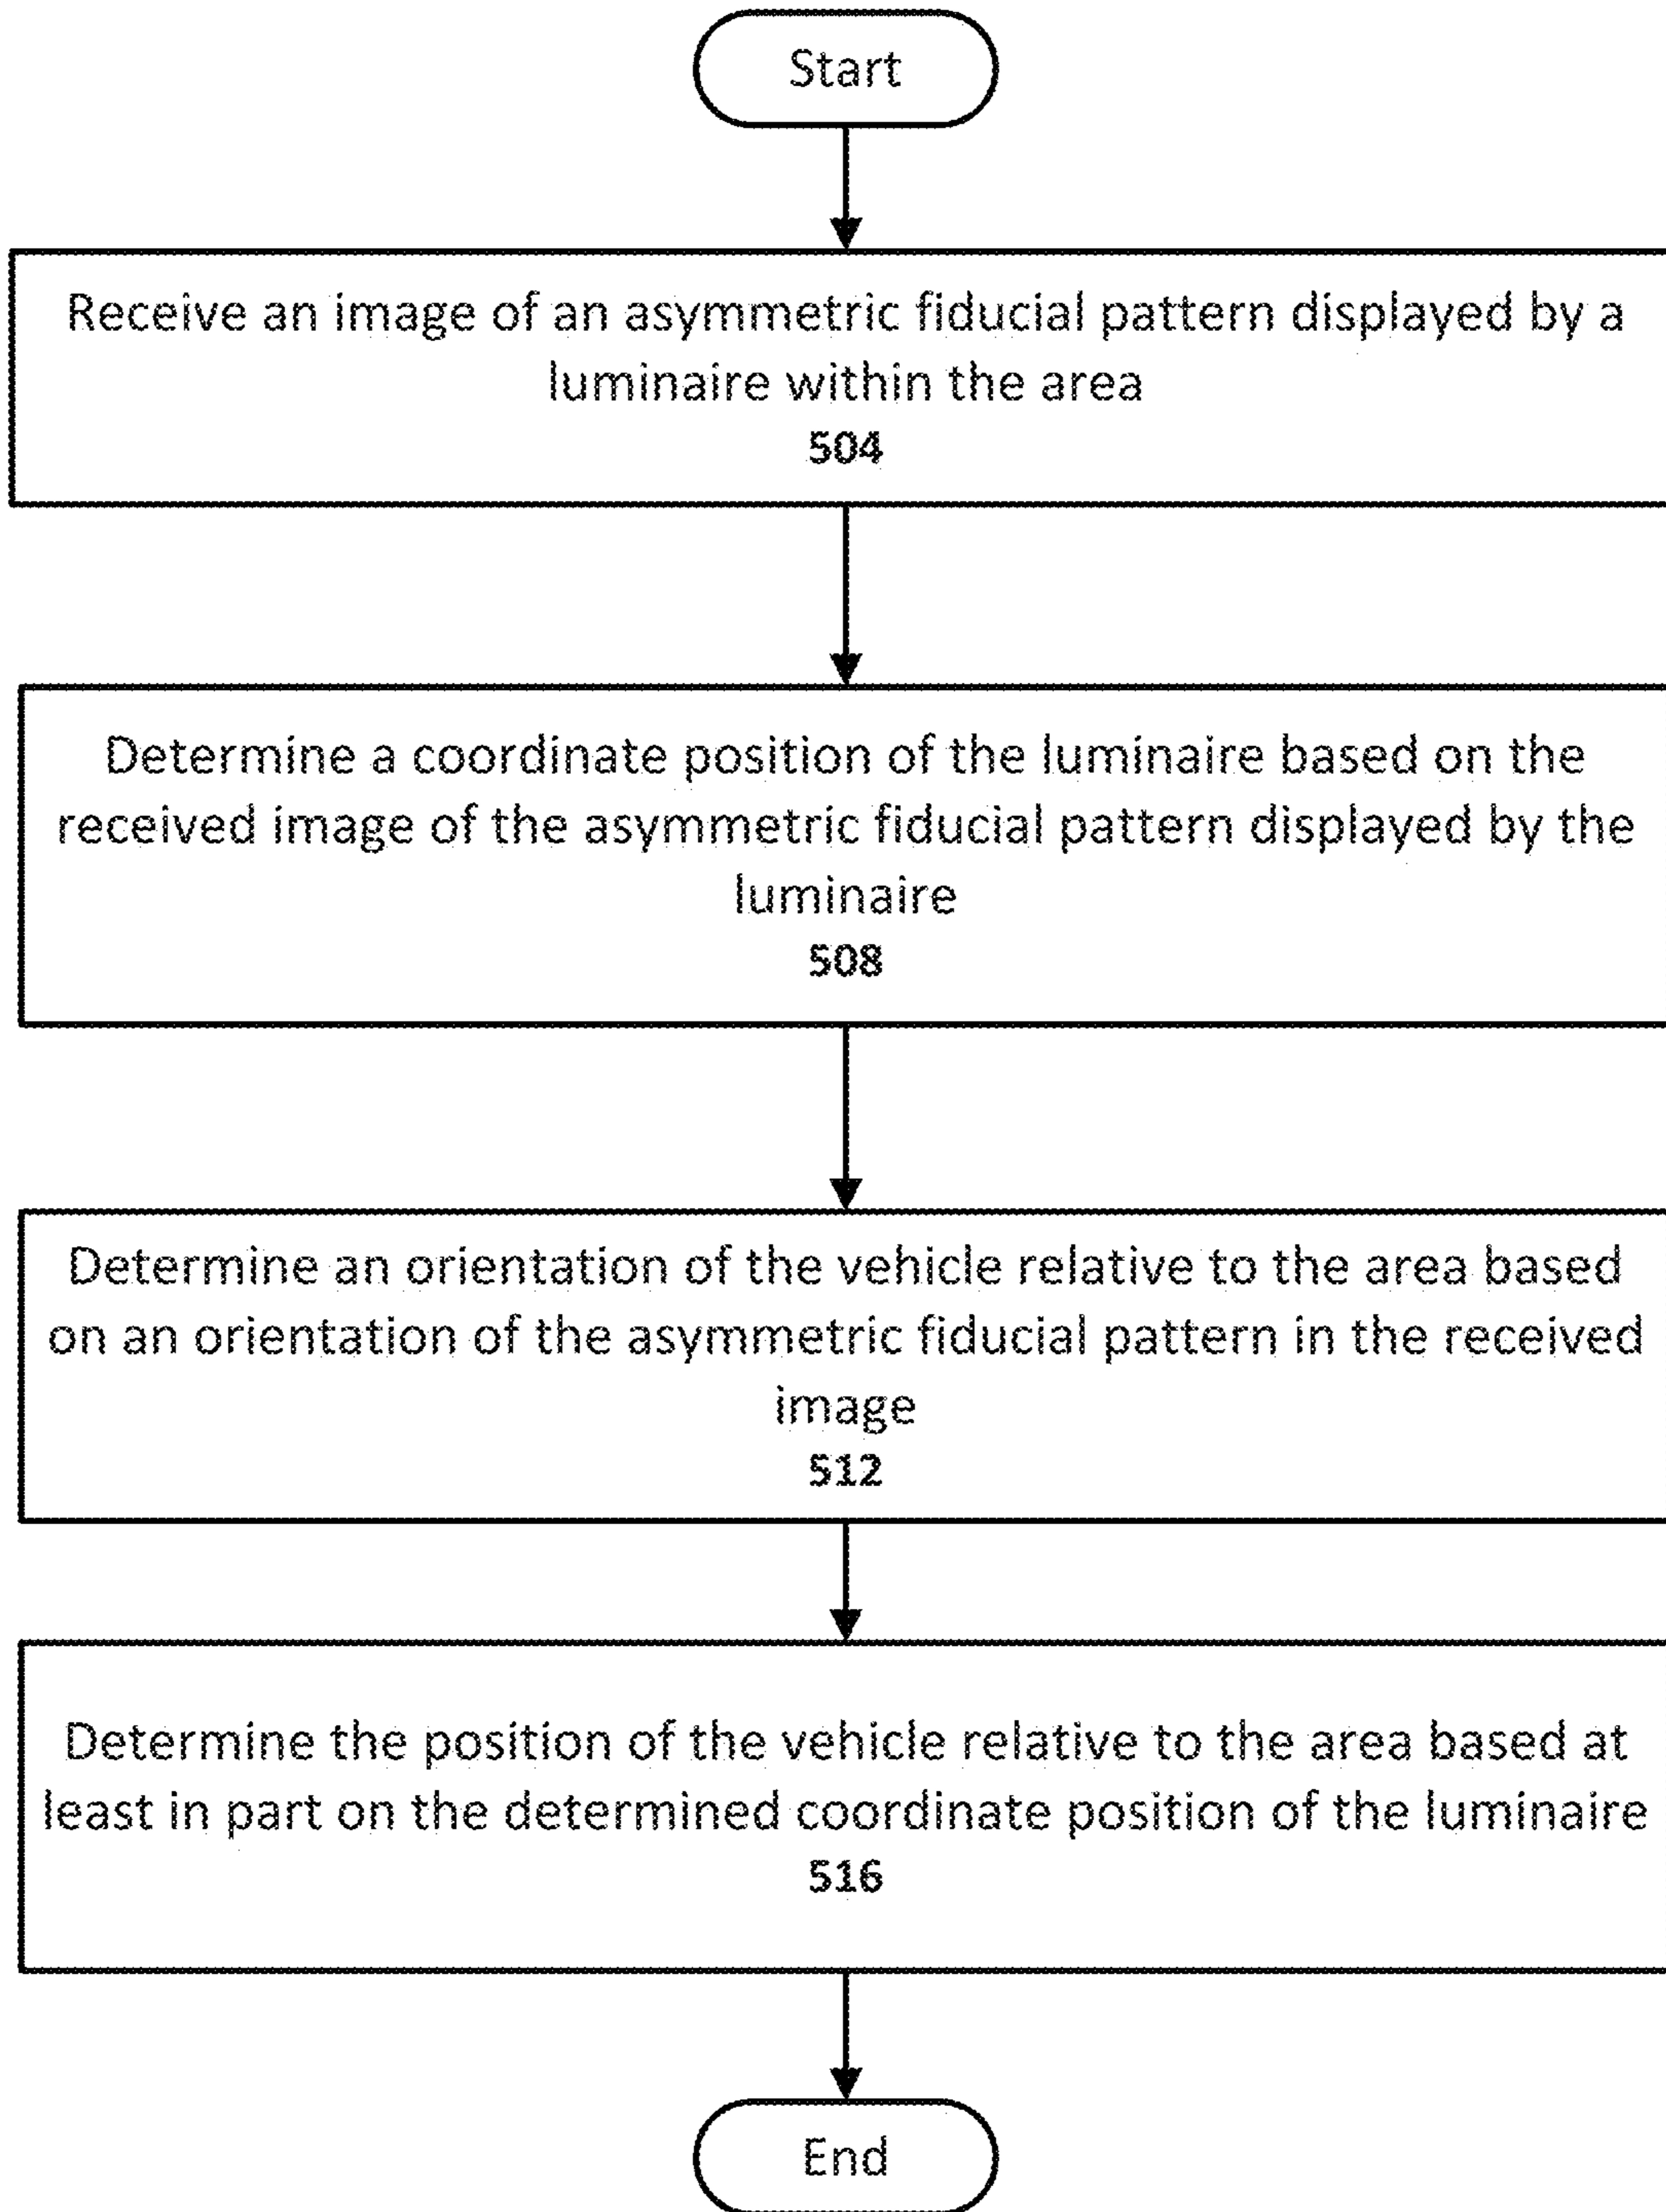 Start
Receive an image of an asymmetric fiducial pattern displayed by a
luminaire within the area
504
Determine a coordinate position of the luminaire based on the
received image of the asymmetric fiducial pattern displayed by the
luminaire
508
Determine an orientation of the vehicle relative to the area based
on an orientation of the asymmetric fiducial pattern in the received
image
512
Determine the position of the vehicle relative to the area based at
least in part on the determined coordinate position of the luminaire
516
End